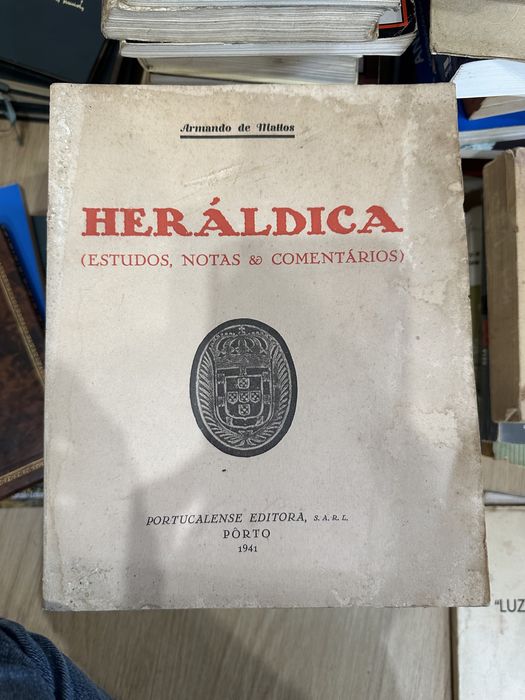 Armando de Mattos
HERÁLDICA
(ESTUDOS, NOTAS & COMENTÁRIOS)
PORTUCALENSE EDITORA, S. A. R. L.
PÔRTO
1941
"LUZ